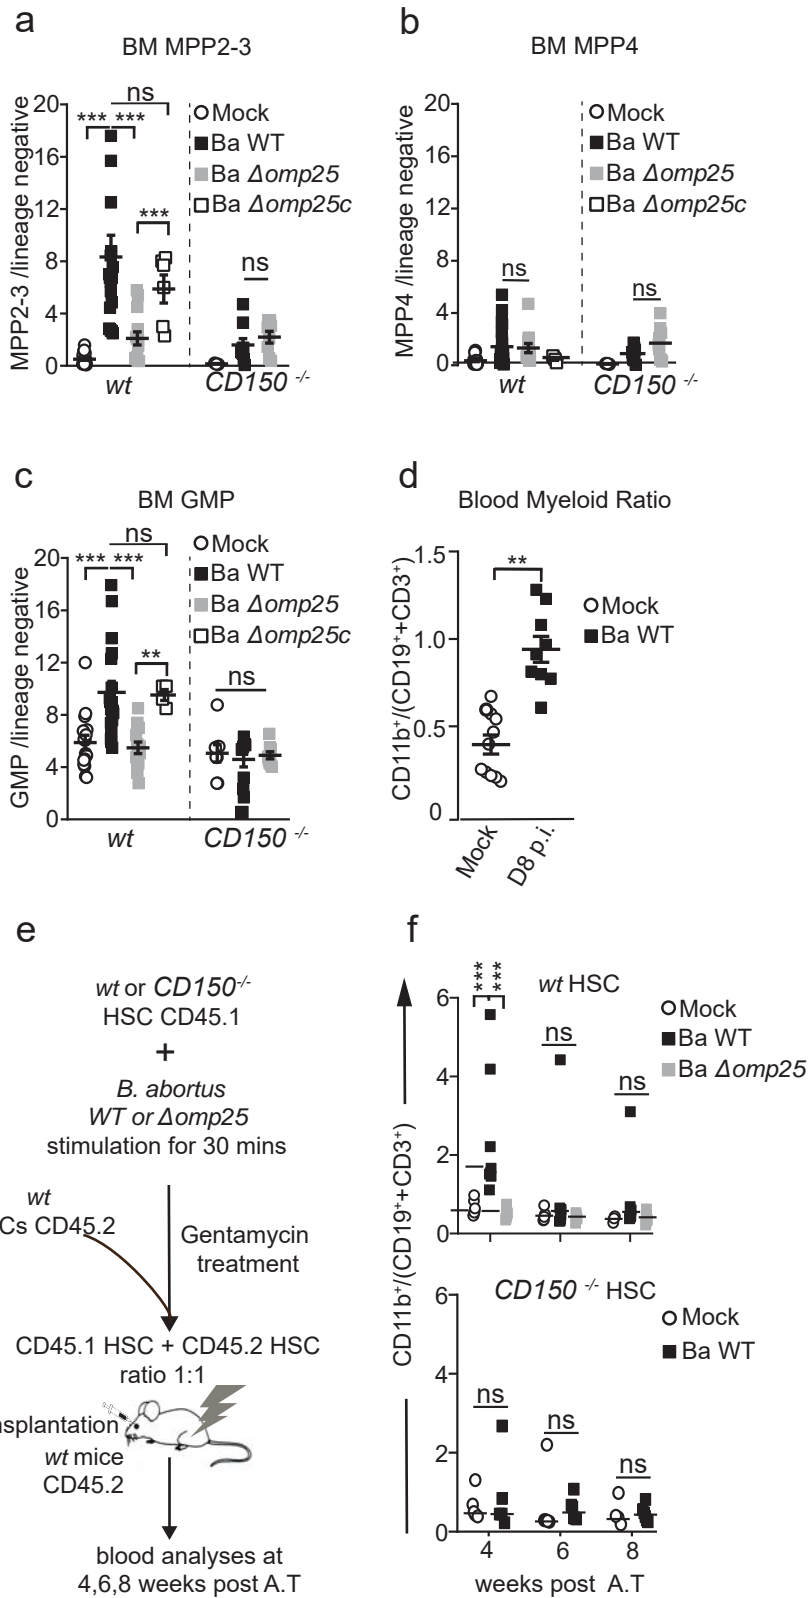 a
BM MPP2-3
MPP2-3 /lineage negative
20
16
12
8
4
0
*** ***
ns
***
ns
Mock
Ba WT
Ba Δomp25
Ba Δomp25c
wt
CD150 -/-
b
BM MPP4
MPP4 /lineage negative
20
16
12
8
4
0
ns
ns
Mock
Ba WT
Ba Δomp25
Ba Δomp25c
wt
CD150 -/-
c
BM GMP
GMP /lineage negative
20
16
12
8
4
0
*** ***
ns
**
ns
Mock
Ba WT
Ba Δomp25
Ba Δomp25c
wt
CD150 -/-
d
Blood Myeloid Ratio
CD11b+/(CD19++CD3+)
1.5
1.0
0.5
0
**
Mock
Ba WT
Mock
D8 p.i.
e
wt or CD150-/-
HSC CD45.1
+
B. abortus
WT or Δomp25
stimulation for 30 mins
wt
Cs CD45.2
Gentamycin
treatment
CD45.1 HSC + CD45.2 HSC
ratio 1:1
nsplantation
wt mice
CD45.2
blood analyses at
4,6,8 weeks post A.T
f
CD11b+/(CD19++CD3+)
wt HSC
6
4
2
0
***
***
ns
ns
Mock
Ba WT
Ba Δomp25
CD150 -/- HSC
6
4
2
0
ns
ns
ns
Mock
Ba WT
4 6 8
weeks post A.T